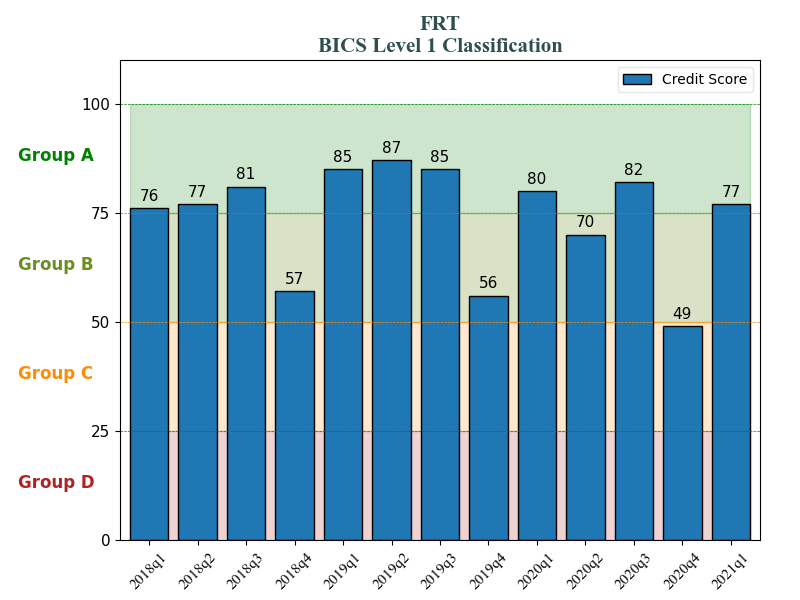 FRT
BICS Level 1 Classification
Credit Score
100
75
50
25
0
Group A
Group B
Group C
Group D
76
77
81
57
85
87
85
56
80
70
82
49
77
2018q1
2018q2
2018q3
2018q4
2019q1
2019q2
2019q3
2019q4
2020q1
2020q2
2020q3
2020q4
2021q1